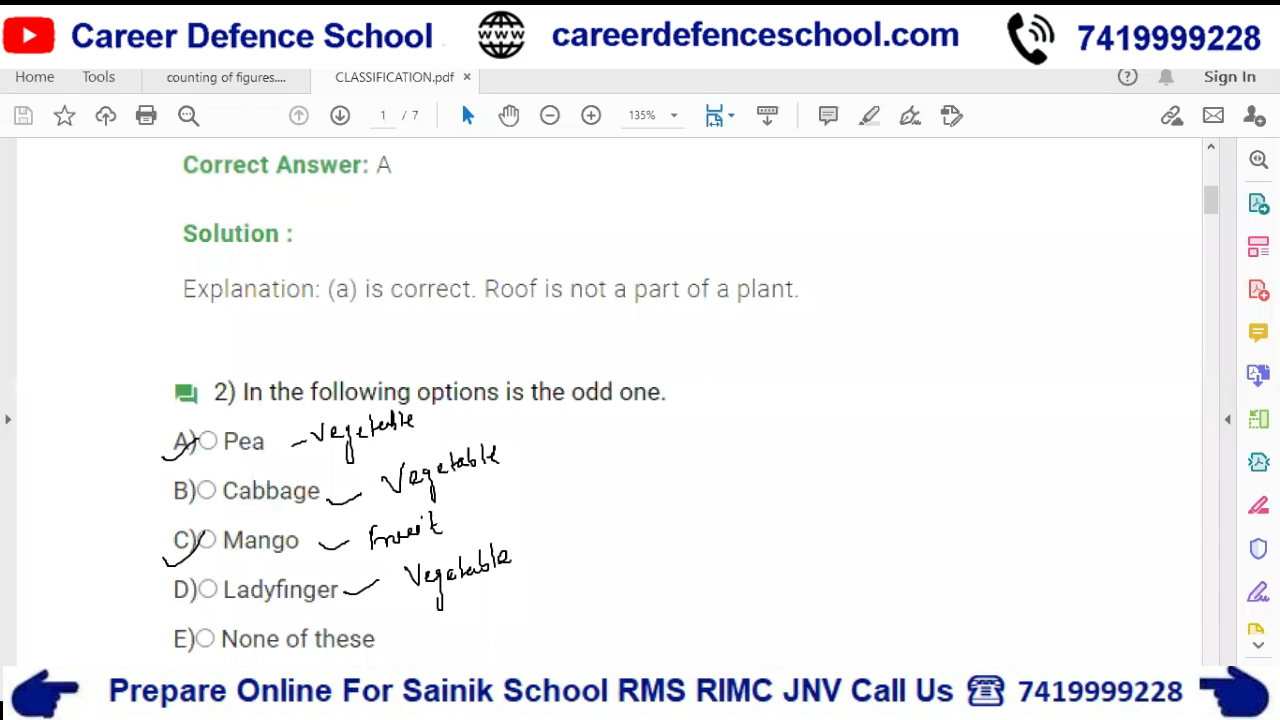 Career Defence School
www
careerdefenceschool.com
7419999228
Home Tools counting of figures.... CLASSIFICATION.pdf × Sign In
1 / 7 135%
Correct Answer: A
Solution :
Explanation: (a) is correct. Roof is not a part of a plant.
2) In the following options is the odd one.
A) Pea – vegetable
B) Cabbage Vegetable
C) Mango Fruit
D) Ladyfinger Vegetable
E) None of these
Prepare Online For Sainik School RMS RIMC JNV Call Us 7419999228